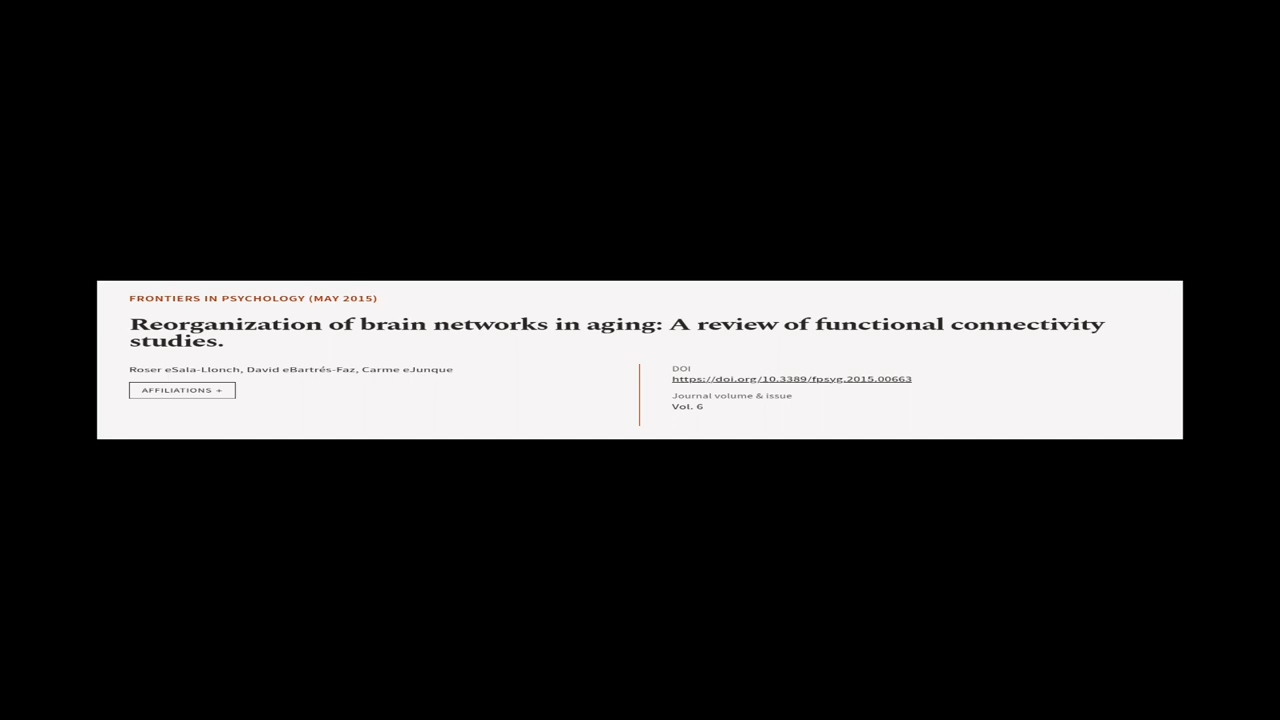 FRONTIERS IN PSYCHOLOGY (MAY 2015)
Reorganization of brain networks in aging: A review of functional connectivity
studies.
Roser eSala-Llonch, David eBartrés-Faz, Carme eJunque
AFFILIATIONS +
DOI
https://doi.org/10.3389/fpsyg.2015.00663
Journal volume & issue
Vol. 6